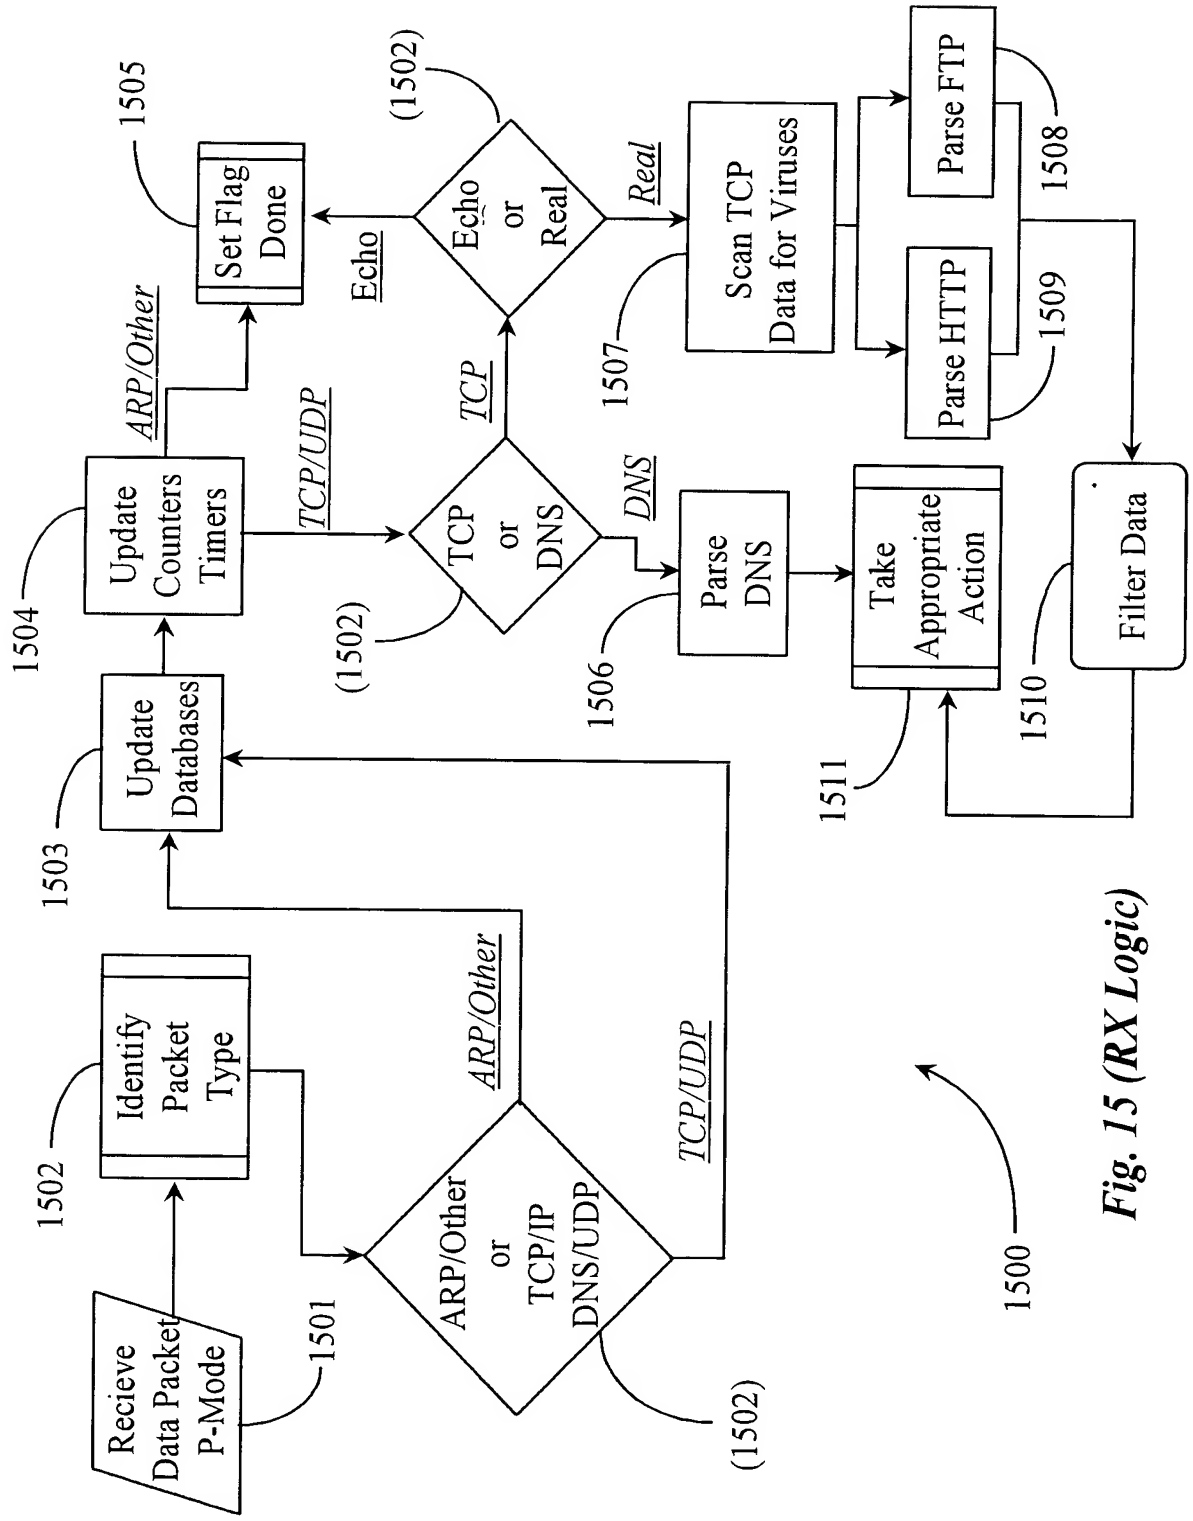 1502
1503
1504
1505
Recieve
Data Packet
P-Mode
1501
Identify
Packet
Type
Update
Databases
Update
Counters
Timers
ARP/Other
Set Flag
Done
ARP/Other
or
TCP/IP
DNS/UDP
(1502)
ARP/Other
TCP/UDP
TCP/UDP
(1502)
TCP
or
DNS
TCP
DNS
Echo
Echo
or
Real
(1502)
Real
1506
Parse
DNS
1507
Scan TCP
Data for Viruses
1511
Take
Appropriate
Action
Parse HTTP
1509
Parse FTP
1508
1510
Filter Data
1500
Fig. 15 (RX Logic)